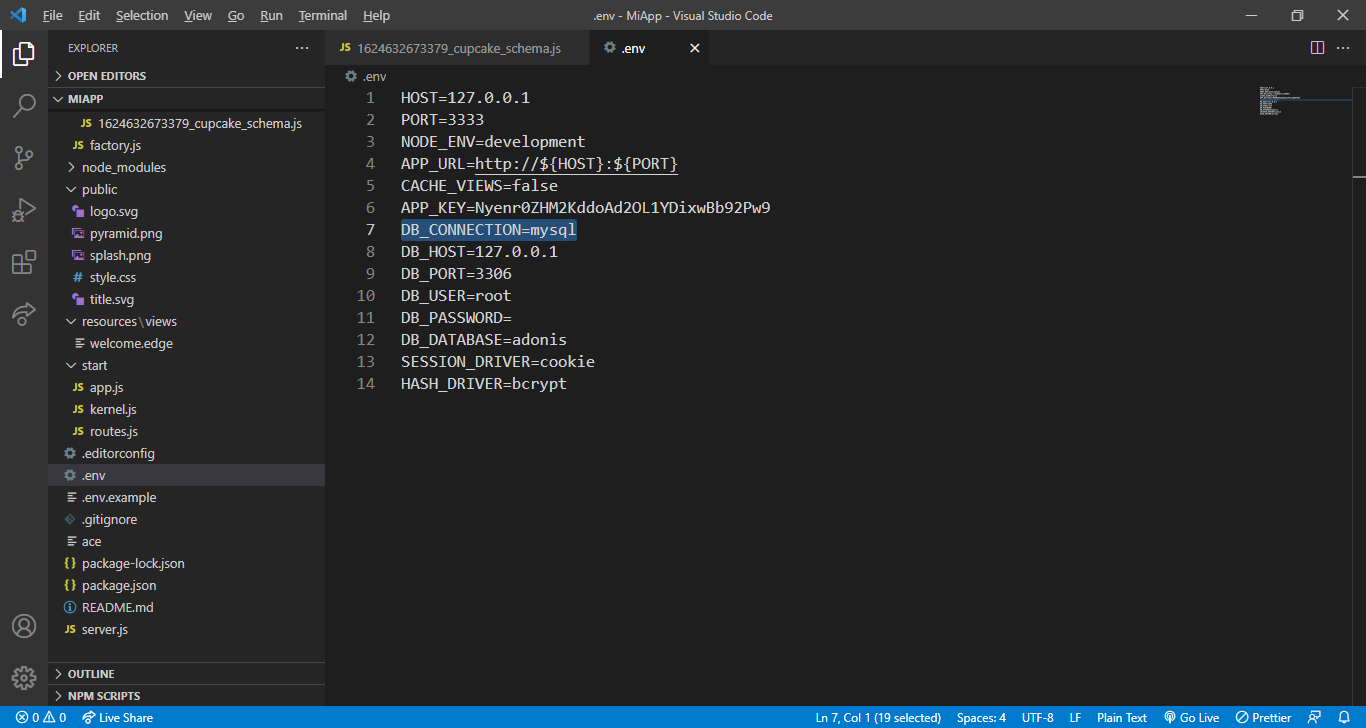 File Edit Selection View Go Run Terminal Help .env - MiApp - Visual Studio Code
EXPLORER
OPEN EDITORS
MIAPP
1624632673379_cupcake_schema.js
factory.js
node_modules
public
logo.svg
pyramid.png
splash.png
style.css
title.svg
resources\views
welcome.edge
start
app.js
kernel.js
routes.js
.editorconfig
.env
.env.example
.gitignore
ace
package-lock.json
package.json
README.md
server.js
OUTLINE
NPM SCRIPTS
JS 1624632673379_cupcake_schema.js .env
.env
1 HOST=127.0.0.1
2 PORT=3333
3 NODE_ENV=development
4 APP_URL=http://${HOST}:${PORT}
5 CACHE_VIEWS=false
6 APP_KEY=Nyenr0ZHM2KddoAd2OL1YDixwBb92Pw9
7 DB_CONNECTION=mysql
8 DB_HOST=127.0.0.1
9 DB_PORT=3306
10 DB_USER=root
11 DB_PASSWORD=
12 DB_DATABASE=adonis
13 SESSION_DRIVER=cookie
14 HASH_DRIVER=bcrypt
0 0 Live Share Ln 7, Col 1 (19 selected) Spaces: 4 UTF-8 LF Plain Text Go Live Prettier